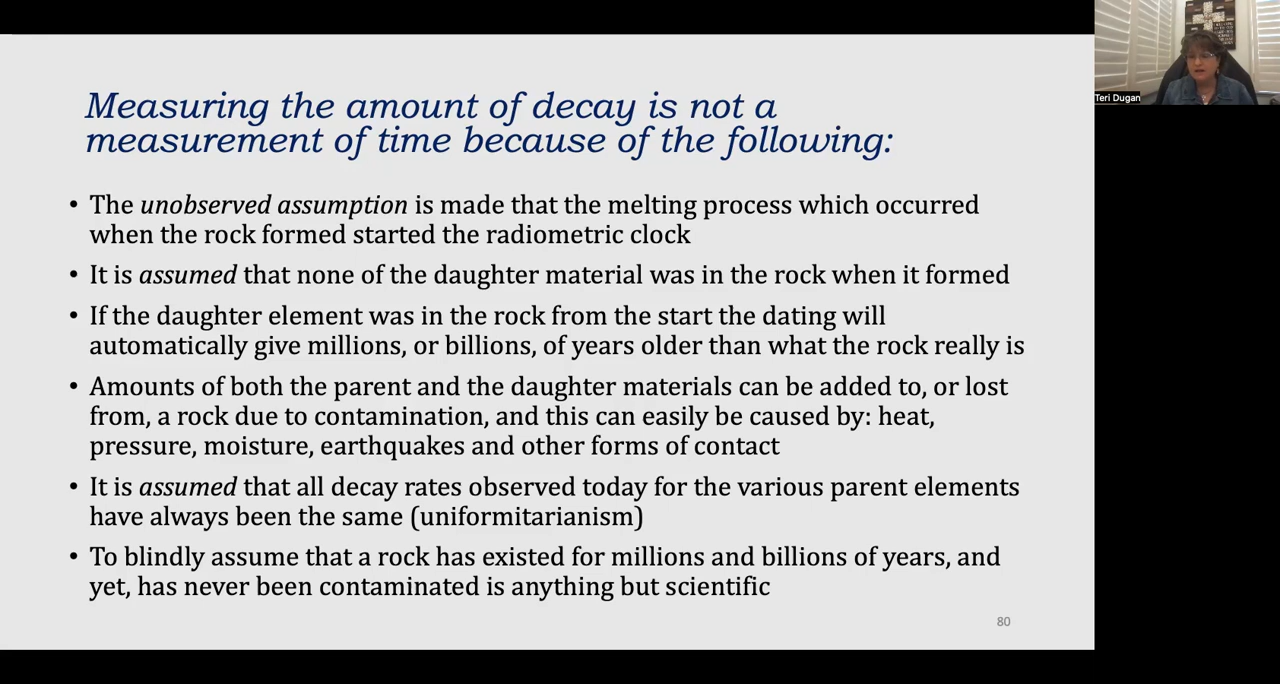 Measuring the amount of decay is not a
measurement of time because of the following:
• The unobserved assumption is made that the melting process which occurred
when the rock formed started the radiometric clock
• It is assumed that none of the daughter material was in the rock when it formed
• If the daughter element was in the rock from the start the dating will
automatically give millions, or billions, of years older than what the rock really is
• Amounts of both the parent and the daughter materials can be added to, or lost
from, a rock due to contamination, and this can easily be caused by: heat,
pressure, moisture, earthquakes and other forms of contact
• It is assumed that all decay rates observed today for the various parent elements
have always been the same (uniformitarianism)
• To blindly assume that a rock has existed for millions and billions of years, and
yet, has never been contaminated is anything but scientific
80
Teri Dugan